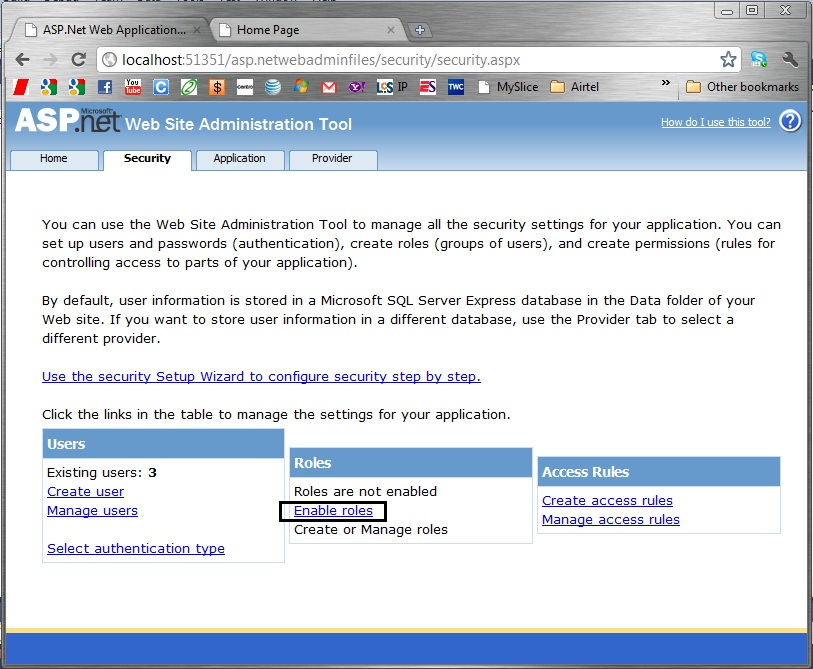 ASP.Net Web Application...
Home Page
localhost:51351/asp.netwebadminfiles/security/security.aspx
You Tube
IP
TWC
MySlice
Airtel
»
Other bookmarks
Microsoft
ASP.net Web Site Administration Tool
How do I use this tool?
?
Home
Security
Application
Provider
You can use the Web Site Administration Tool to manage all the security settings for your application. You can
set up users and passwords (authentication), create roles (groups of users), and create permissions (rules for
controlling access to parts of your application).
By default, user information is stored in a Microsoft SQL Server Express database in the Data folder of your
Web site. If you want to store user information in a different database, use the Provider tab to select a
different provider.
Use the security Setup Wizard to configure security step by step.
Click the links in the table to manage the settings for your application.
Users
Existing users: 3
Create user
Manage users
Select authentication type
Roles
Roles are not enabled
Enable roles
Create or Manage roles
Access Rules
Create access rules
Manage access rules